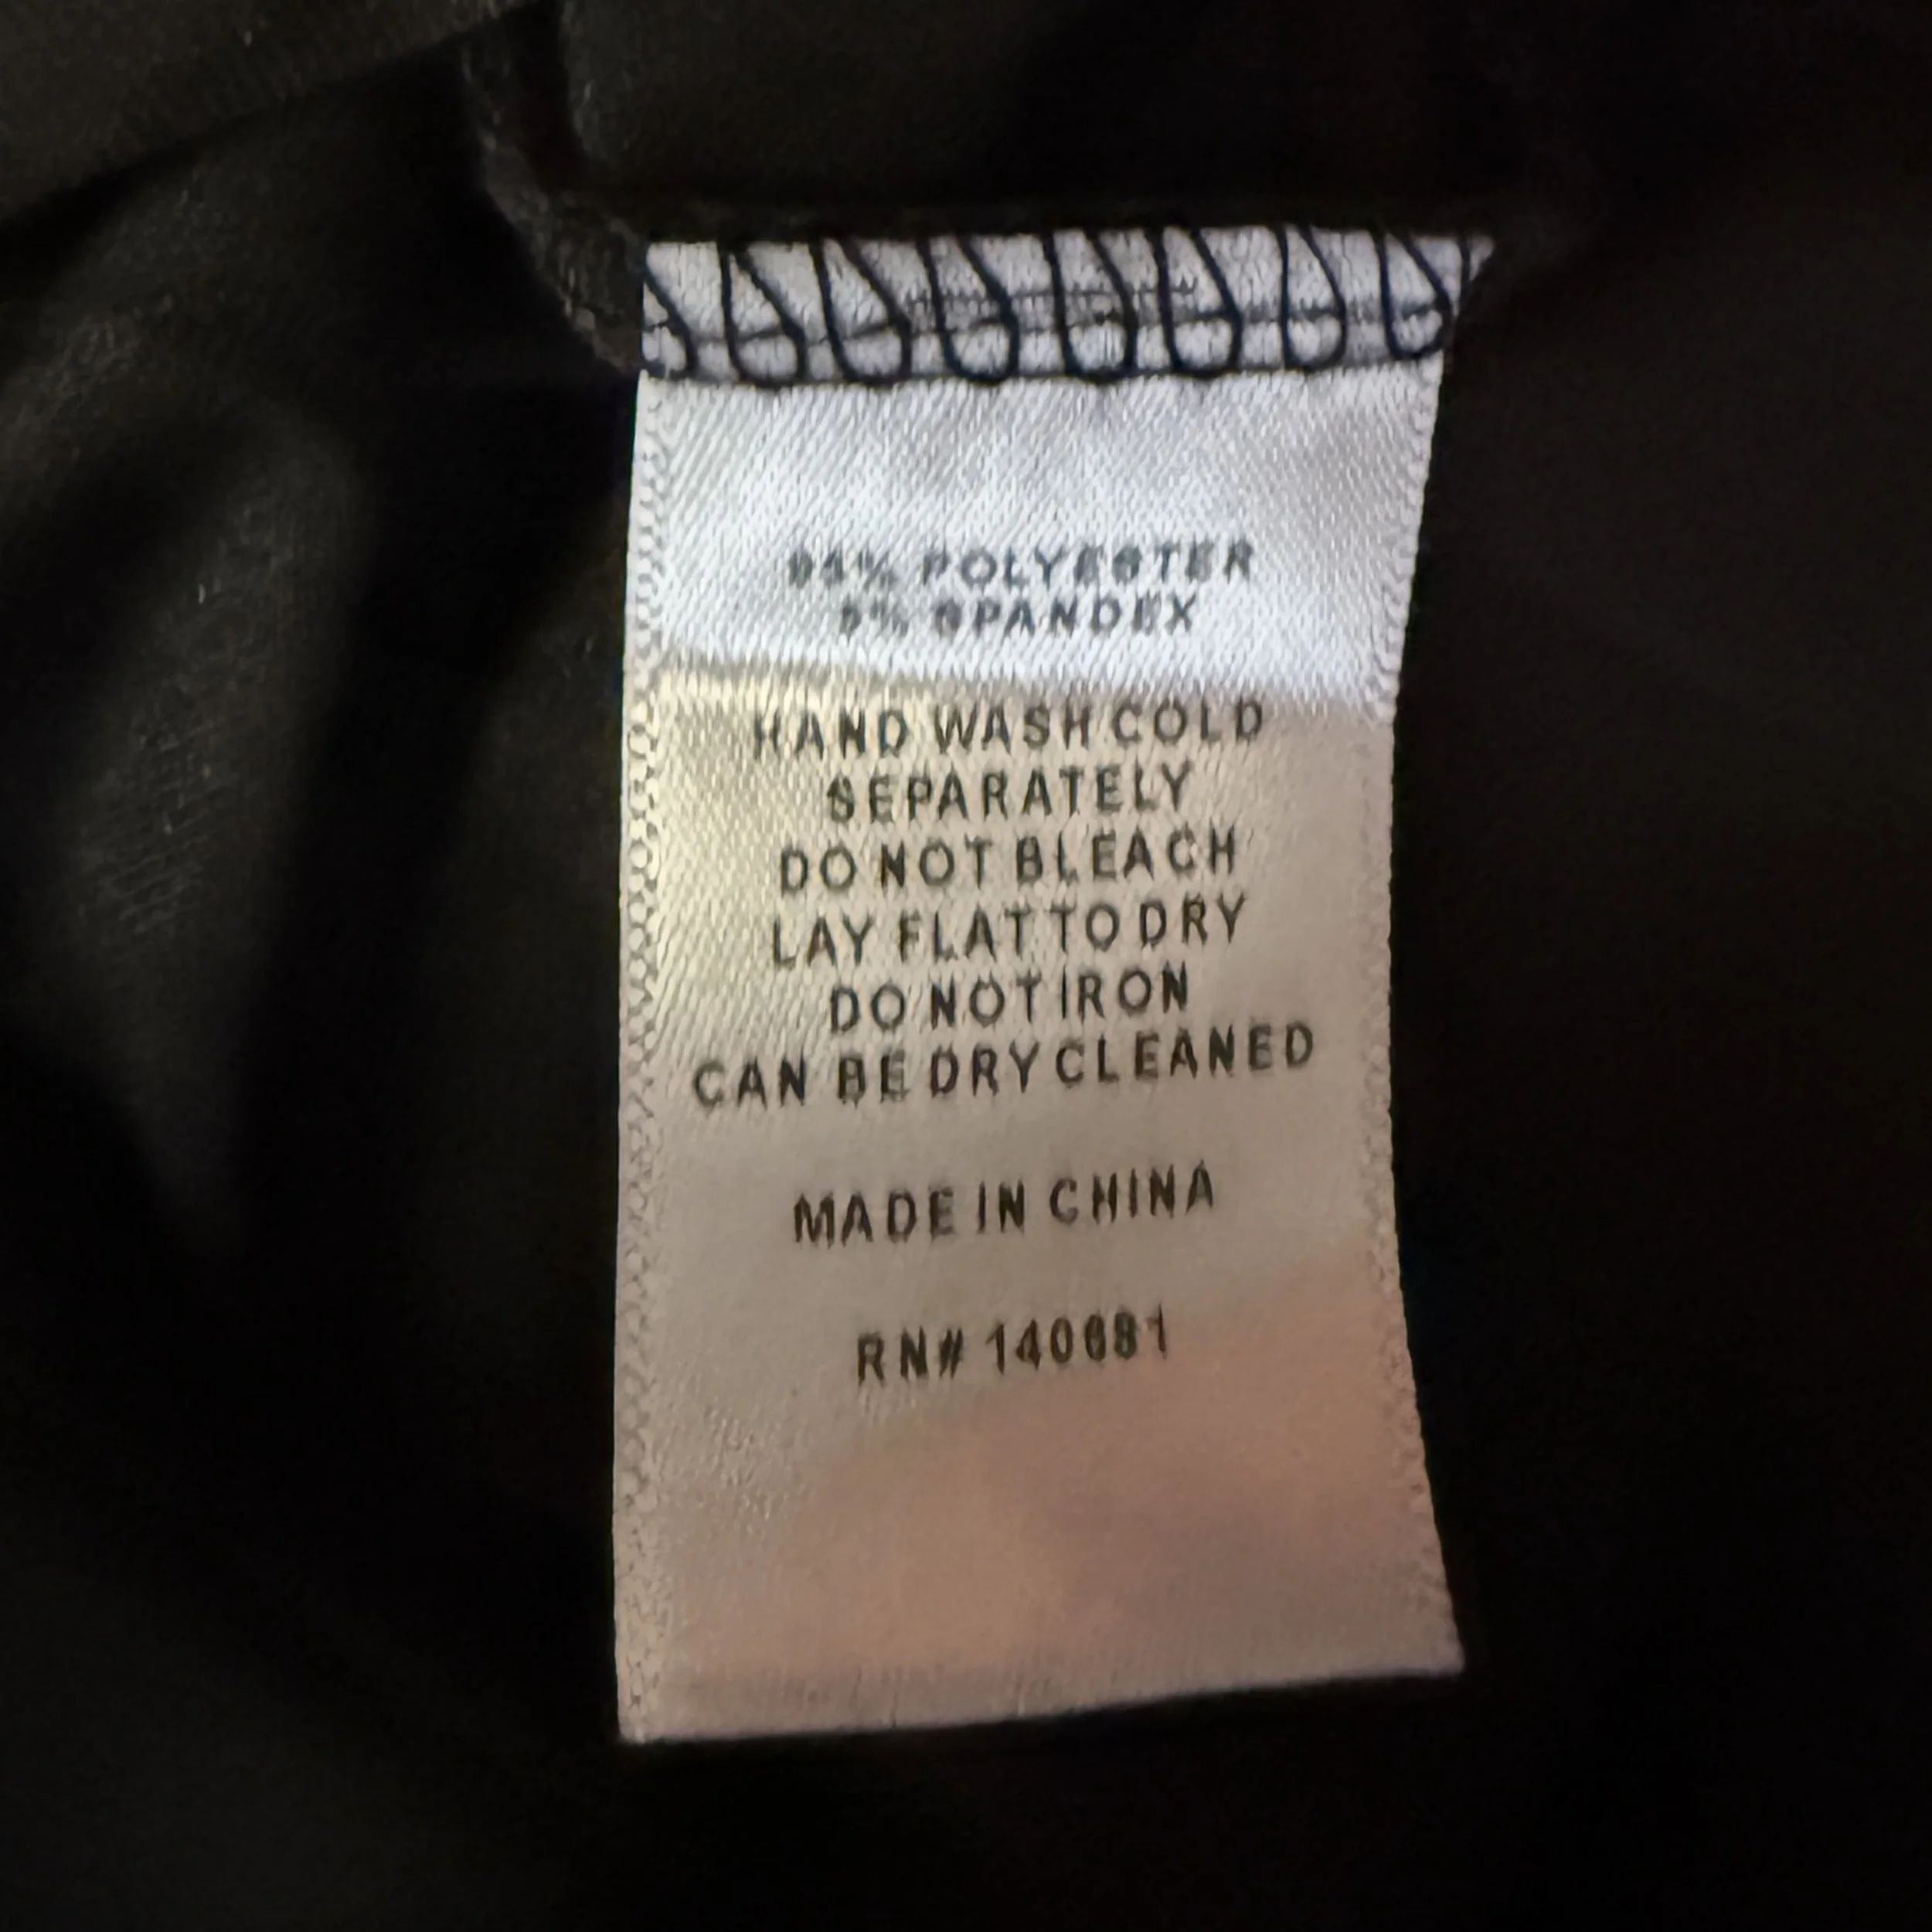 95% POLYESTER
5% SPANDEX
HAND WASH COLD
SEPARATELY
DO NOT BLEACH
LAY FLAT TO DRY
DO NOT IRON
CAN BE DRY CLEANED
MADE IN CHINA
RN# 140681